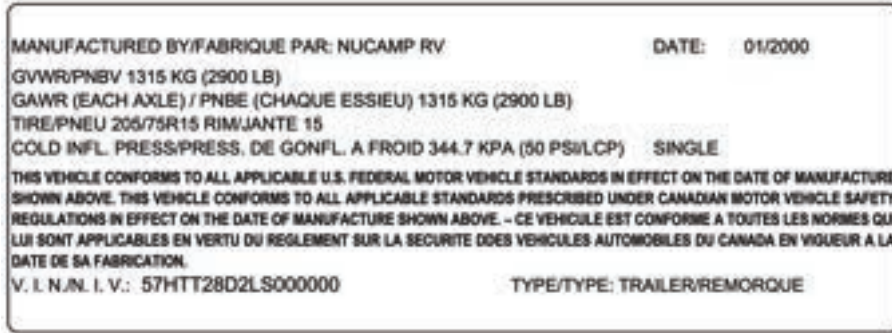 MANUFACTURED BY/FABRIQUE PAR: NUCAMP RV DATE: 01/2000
GVWR/PNBV 1315 KG (2900 LB)
GAWR (EACH AXLE) / PNBE (CHAQUE ESSIEU) 1315 KG (2900 LB)
TIRE/PNEU 205/75R15 RIM/JANTE 15
COLD INFL. PRESS/PRESS. DE GONFL. A FROID 344.7 KPA (50 PSI/LCP) SINGLE
THIS VEHICLE CONFORMS TO ALL APPLICABLE U.S. FEDERAL MOTOR VEHICLE STANDARDS IN EFFECT ON THE DATE OF MANUFACTURE
SHOWN ABOVE. THIS VEHICLE CONFORMS TO ALL APPLICABLE STANDARDS PRESCRIBED UNDER CANADIAN MOTOR VEHICLE SAFETY
REGULATIONS IN EFFECT ON THE DATE OF MANUFACTURE SHOWN ABOVE. – CE VEHICULE EST CONFORME A TOUTES LES NORMES QUI
LUI SONT APPLICABLES EN VERTU DU REGLEMENT SUR LA SECURITE DDES VEHICULES AUTOMOBILES DU CANADA EN VIGUEUR A LA
DATE DE SA FABRICATION.
V. I. N./N. I. V.: 57HTT28D2LS000000 TYPE/TYPE: TRAILER/REMORQUE